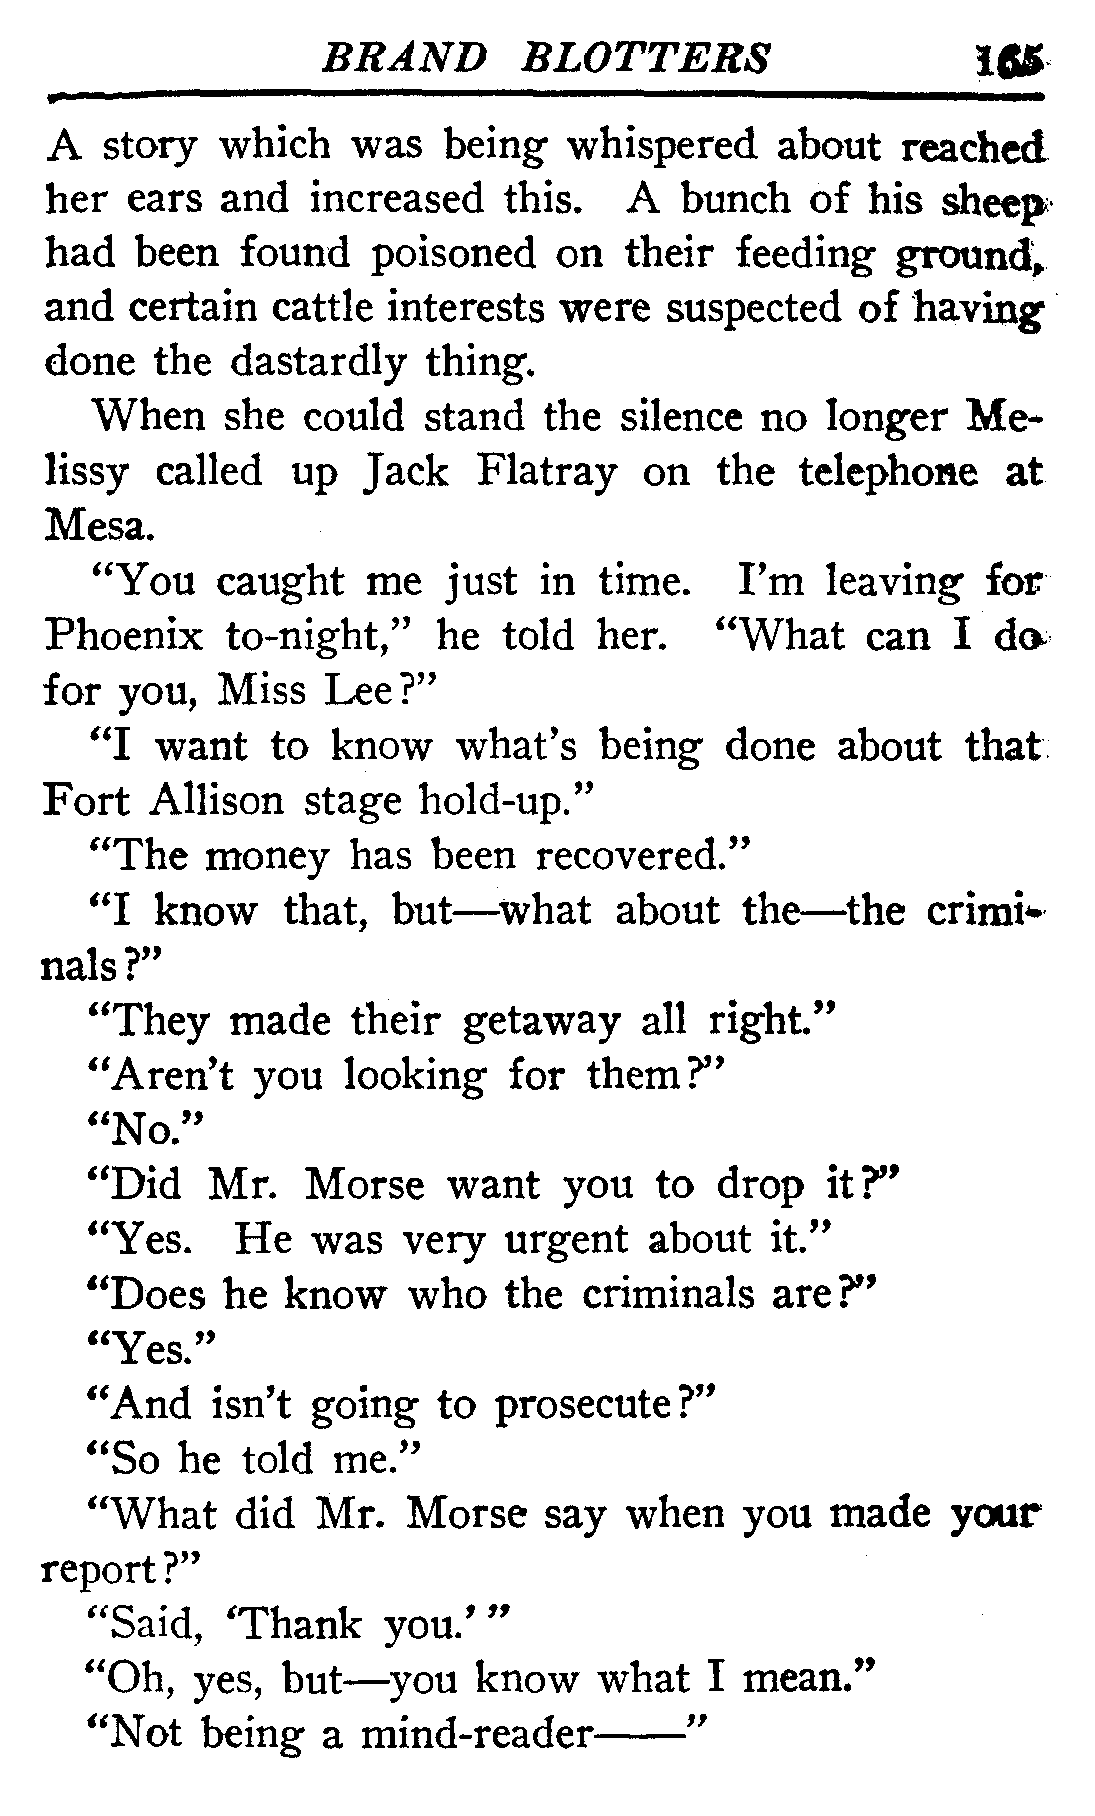 BRAND BLOTTERS 165
A story which was being whispered about reached
her ears and increased this. A bunch of his sheep
had been found poisoned on their feeding ground,
and certain cattle interests were suspected of having
done the dastardly thing.
When she could stand the silence no longer Me-
lissy called up Jack Flatray on the telephone at
Mesa.
“You caught me just in time. I’m leaving for
Phoenix to-night,” he told her. “What can I do
for you, Miss Lee?”
“I want to know what’s being done about that
Fort Allison stage hold-up.”
“The money has been recovered.”
“I know that, but—what about the—the crimi-
nals?”
“They made their getaway all right.”
“Aren’t you looking for them?”
“No.”
“Did Mr. Morse want you to drop it?”
“Yes. He was very urgent about it.”
“Does he know who the criminals are?”
“Yes.”
“And isn’t going to prosecute?”
“So he told me.”
“What did Mr. Morse say when you made your
report?”
“Said, ‘Thank you.’ ”
“Oh, yes, but—you know what I mean.”
“Not being a mind-reader——”